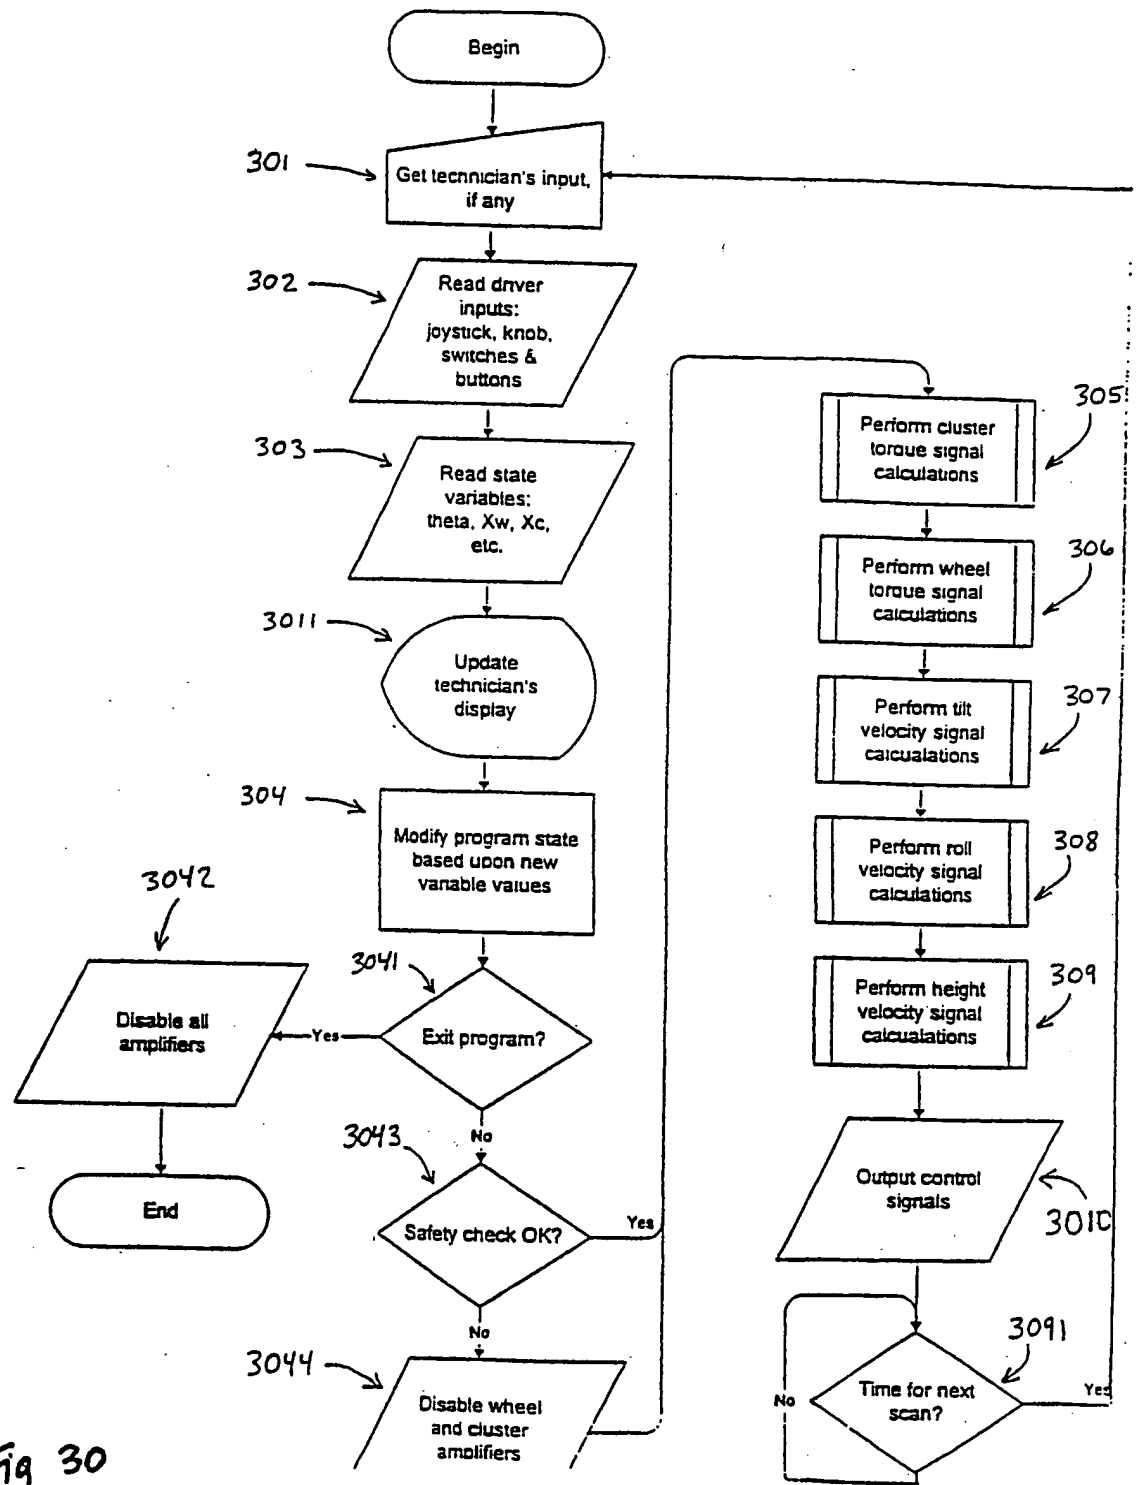 Begin
301
Get technician's input,
if any
302
Read driver
inputs:
joystick, knob,
switches &
buttons
303
Read state
variables:
theta, Xw, Xc,
etc.
3011
Update
technician's
display
304
Modify program state
based upon new
variable values
3042
Disable all
amplifiers
End
3041
Exit program?
Yes
No
3043
Safety check OK?
Yes
No
3044
Disable wheel
and cluster
amplifiers
305
Perform cluster
torque signal
calculations
306
Perform wheel
torque signal
calculations
307
Perform tilt
velocity signal
calcualations
308
Perform roll
velocity signal
calculations
309
Perform height
velocity signal
calcualations
Output control
signals
3010
3091
Time for next
scan?
No
Yes
Fig 30